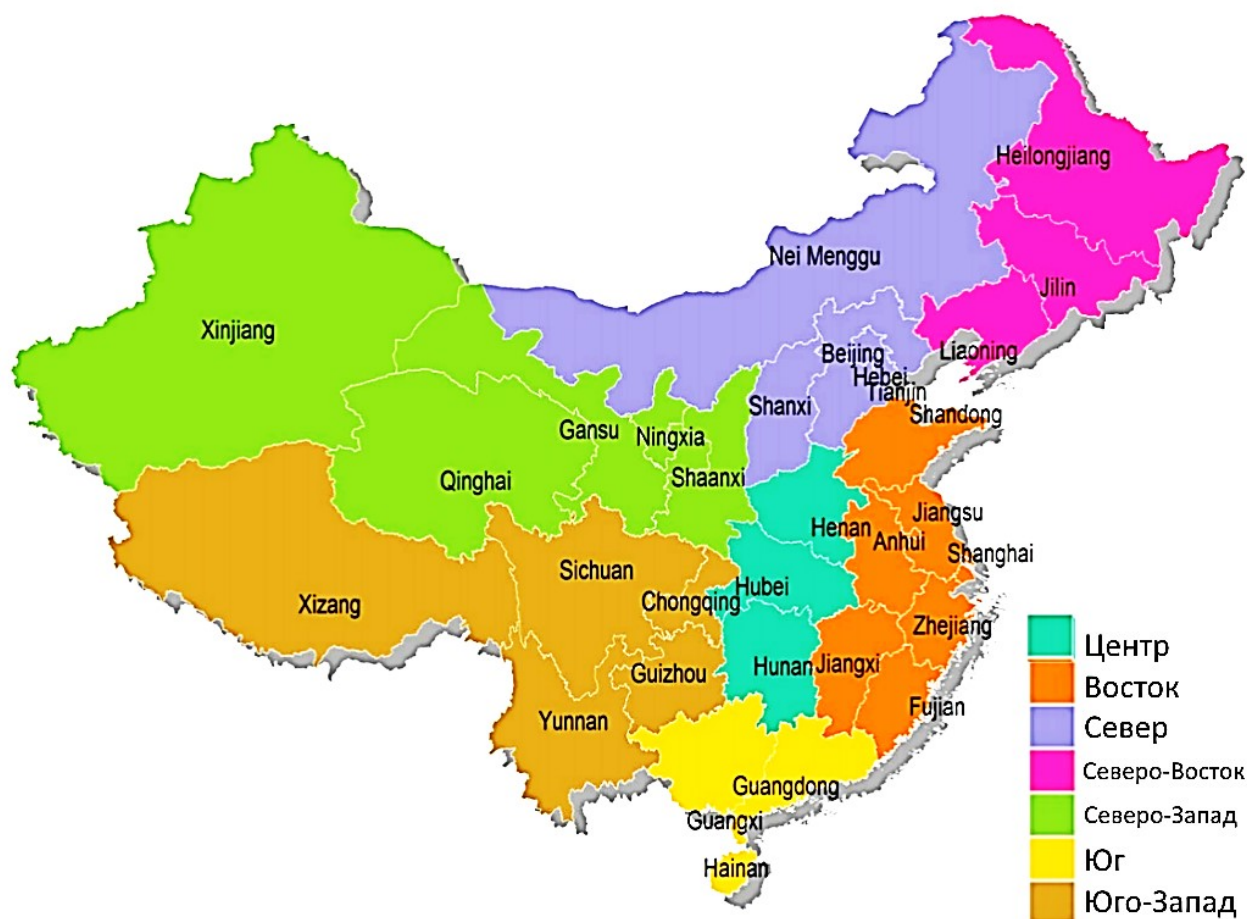 Heilongjiang
Nei Menggu
Jilin
Xinjiang
Liaoning
Beijing
Hebei
Tianjin
Shanxi
Shandong
Gansu
Ningxia
Shaanxi
Qinghai
Jiangsu
Henan
Anhui
Shanghai
Sichuan
Hubei
Chongqing
Xizang
Zhejiang
Hunan
Jiangxi
Guizhou
Fujian
Yunnan
Guangdong
Guangxi
Hainan
Центр
Восток
Север
Северо-Восток
Северо-Запад
Юг
Юго-Запад